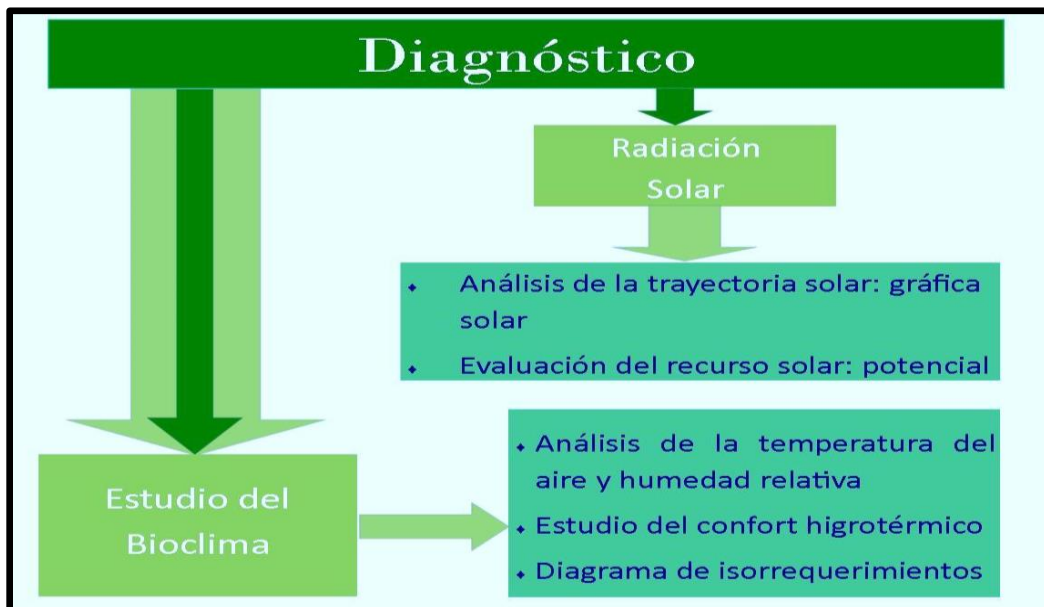 Diagnóstico
Radiación
Solar
Análisis de la trayectoria solar: gráfica
solar
Evaluación del recurso solar: potencial
Estudio del
Bioclima
Análisis de la temperatura del
aire y humedad relativa
Estudio del confort higrotérmico
Diagrama de isorrequerimientos